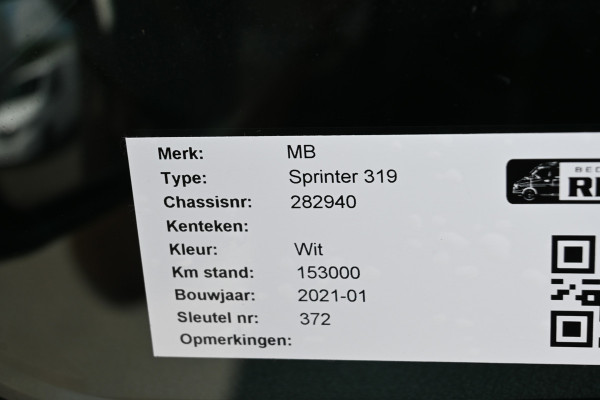 Merk: MB
Type: Sprinter 319
Chassisnr: 282940
Kenteken:
Kleur: Wit
Km stand: 153000
Bouwjaar: 2021-01
Sleutel nr: 372
Opmerkingen: